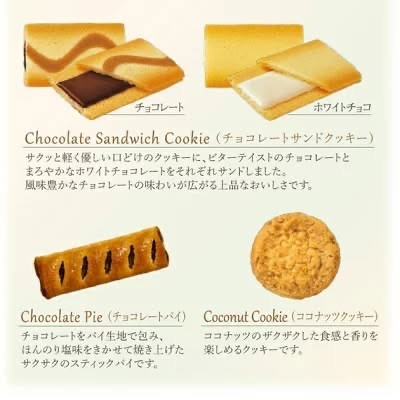 チョコレート
ホワイトチョコ
Chocolate Sandwich Cookie (チョコレートサンドクッキー)
サクッと軽く優しい口どけのクッキーに、ビターテイストのチョコレートと
まろやかなホワイトチョコレートをそれぞれサンドしました。
風味豊かなチョコレートの味わいが広がる上品なおいしさです。
Chocolate Pie (チョコレートパイ)
チョコレートをパイ生地で包み、
ほんのり塩味をきかせて焼き上げた
サクサクのスティックパイです。
Coconut Cookie (ココナッツクッキー)
ココナッツのザクザクした食感と香りを
楽しめるクッキーです。